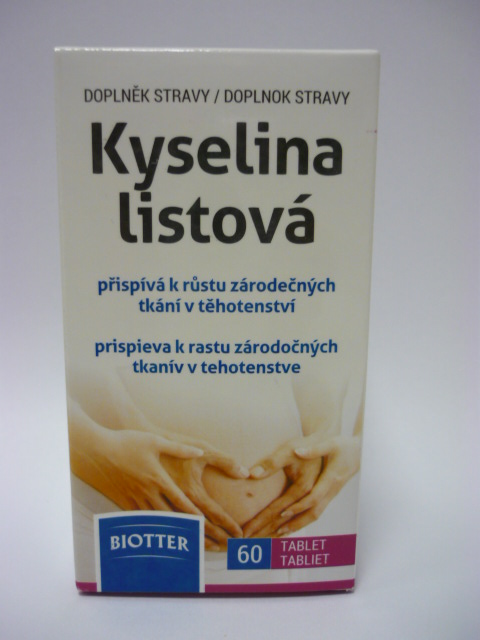 DOPLNĚK STRAVY / DOPLNOK STRAVY
Kyselina
listová
přispívá k růstu zárodečných
tkání v těhotenství
prispieva k rastu zárodočných
tkanív v tehotenstve
BIOTTER
60 TABLET
TABLIET